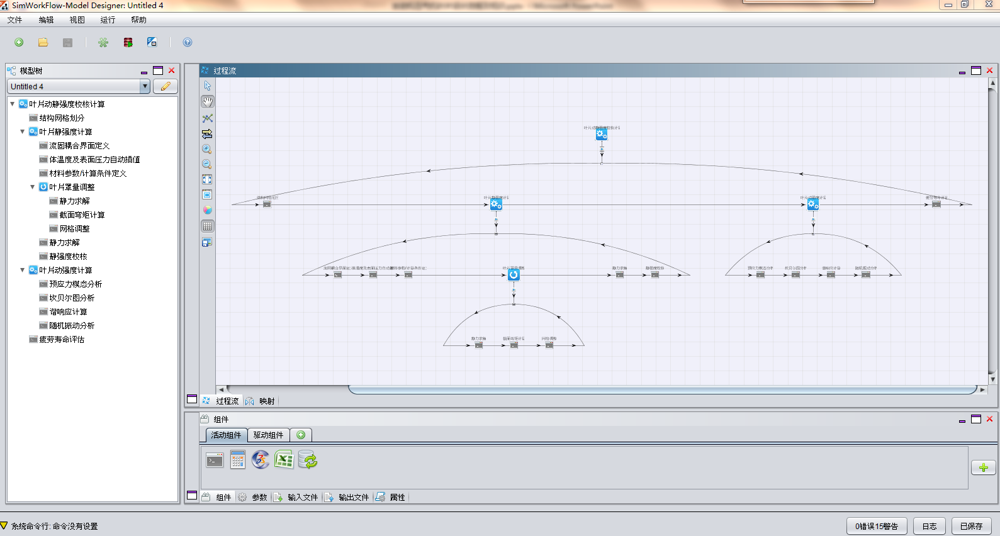 SimWorkFlow-Model Designer: Untitled 4
文件 编辑 视图 运行 帮助
模型树
Untitled 4
叶片动静强度校核计算
结构网格划分
叶片静强度计算
流固耦合界面定义
体温度及表面压力自动插值
材料参数/计算条件定义
叶片罩量调整
静力求解
截面弯矩计算
网格调整
静力求解
静强度校核
叶片动强度计算
预应力模态分析
坎贝尔图分析
谐响应计算
随机振动分析
疲劳寿命评估
过程流
叶片动静强度校核计算
叶片静强度计算
叶片动强度计算
疲劳寿命评估
流固耦合界面定义
体温度及表面压力自动
材料参数/计算条件定义
叶片罩量调整
静力求解
静强度校核
预应力模态分析
坎贝尔图分析
谐响应计算
随机振动分析
静力求解
截面弯矩计算
网格调整
过程流 映射
组件
活动组件 驱动组件
组件 参数 输入文件 输出文件 属性
系统命令行: 命令没有设置
0错误15警告 日志 已保存